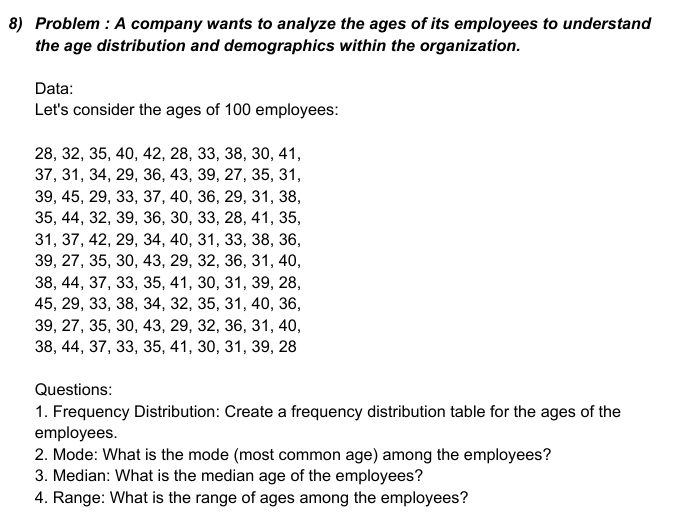 8) Problem : A company wants to analyze the ages of its employees to understand
the age distribution and demographics within the organization.
Data:
Let's consider the ages of 100 employees:
28, 32, 35, 40, 42, 28, 33, 38, 30, 41,
37, 31, 34, 29, 36, 43, 39, 27, 35, 31,
39, 45, 29, 33, 37, 40, 36, 29, 31, 38,
35, 44, 32, 39, 36, 30, 33, 28, 41, 35,
31, 37, 42, 29, 34, 40, 31, 33, 38, 36,
39, 27, 35, 30, 43, 29, 32, 36, 31, 40,
38, 44, 37, 33, 35, 41, 30, 31, 39, 28,
45, 29, 33, 38, 34, 32, 35, 31, 40, 36,
39, 27, 35, 30, 43, 29, 32, 36, 31, 40,
38, 44, 37, 33, 35, 41, 30, 31, 39, 28
Questions:
1. Frequency Distribution: Create a frequency distribution table for the ages of the
employees.
2. Mode: What is the mode (most common age) among the employees?
3. Median: What is the median age of the employees?
4. Range: What is the range of ages among the employees?